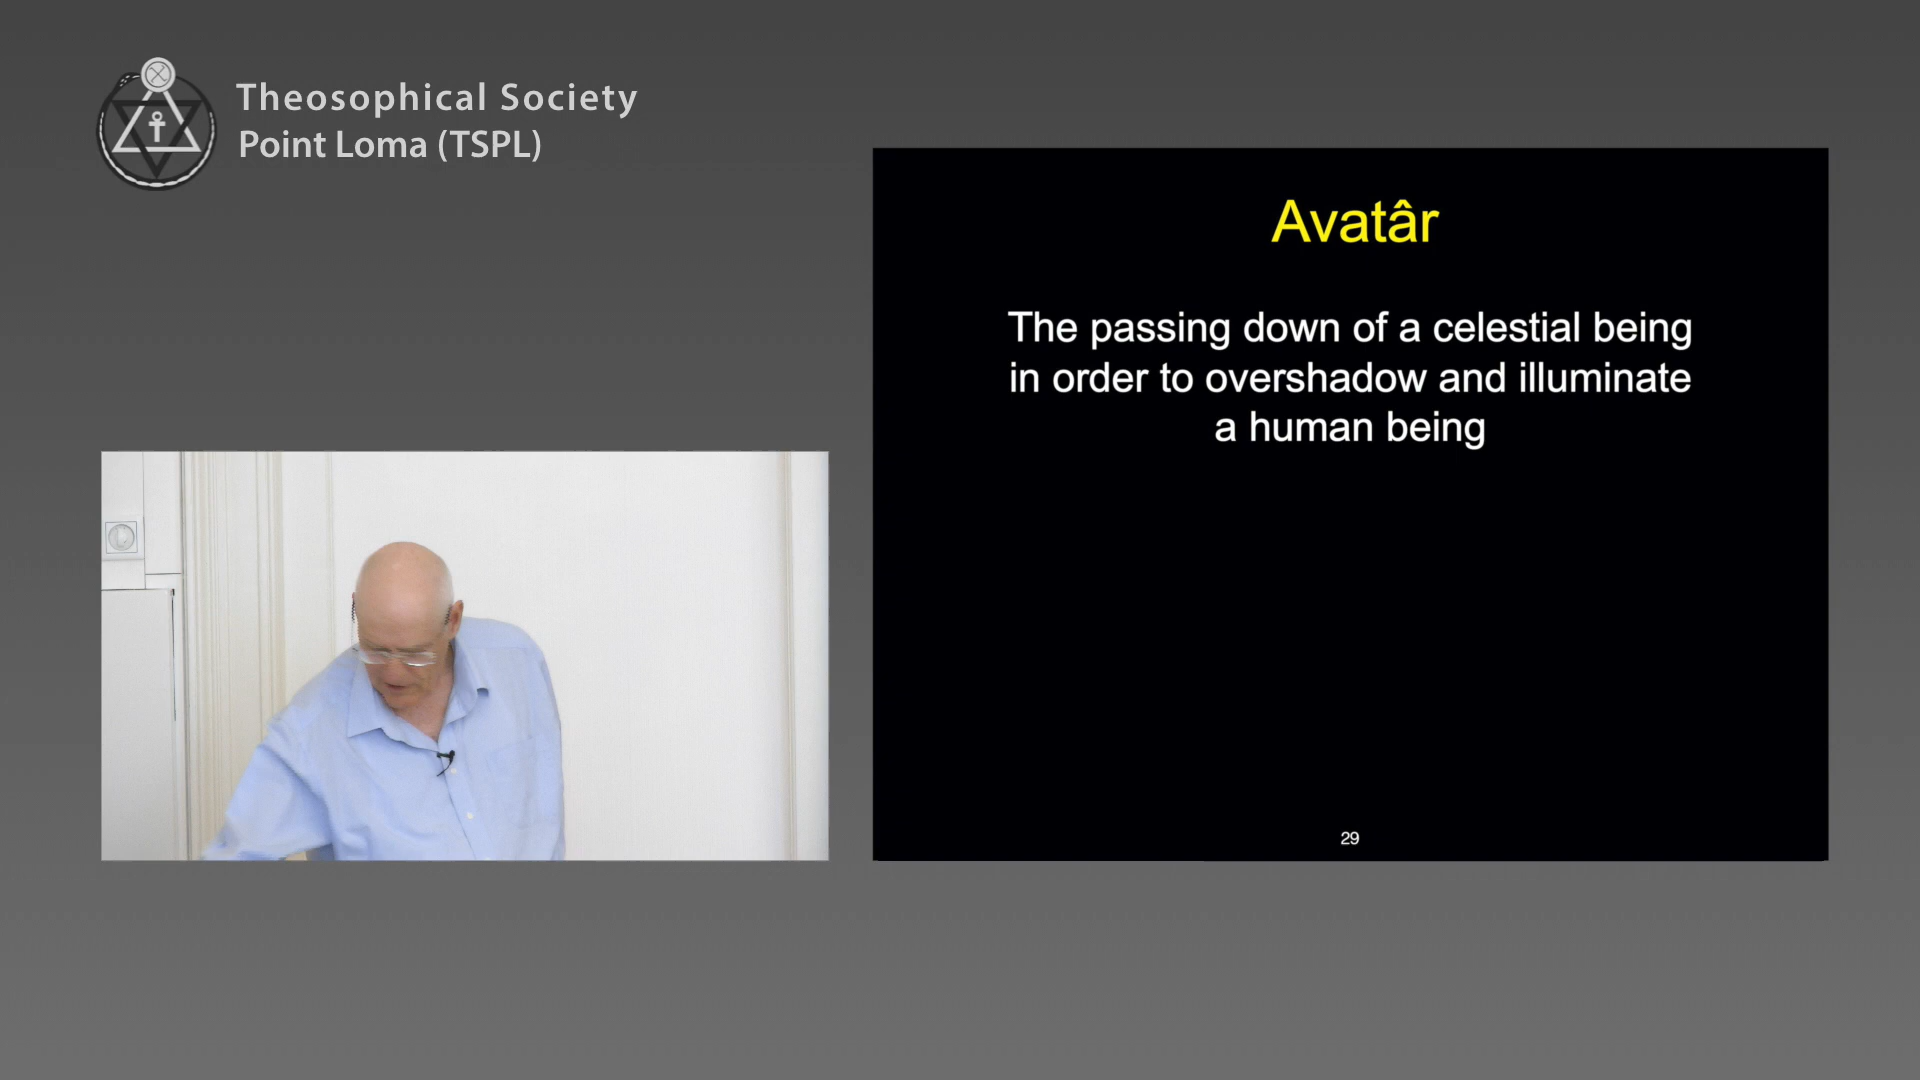 Theosophical Society
Point Loma (TSPL)
Avatâr
The passing down of a celestial being
in order to overshadow and illuminate
a human being
29